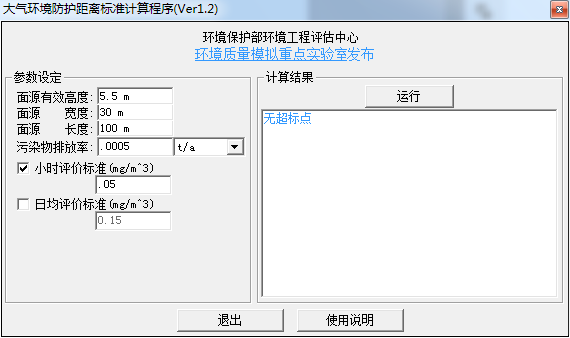 大气环境防护距离标准计算程序(Ver1.2)
环境保护部环境工程评估中心
环境质量模拟重点实验室发布
参数设定
面源有效高度: 5.5 m
面源 宽度: 30 m
面源 长度: 100 m
污染物排放率: .0005 t/a
小时评价标准(mg/m^3)
.05
日均评价标准(mg/m^3)
0.15
计算结果
运行
无超标点
退出 使用说明